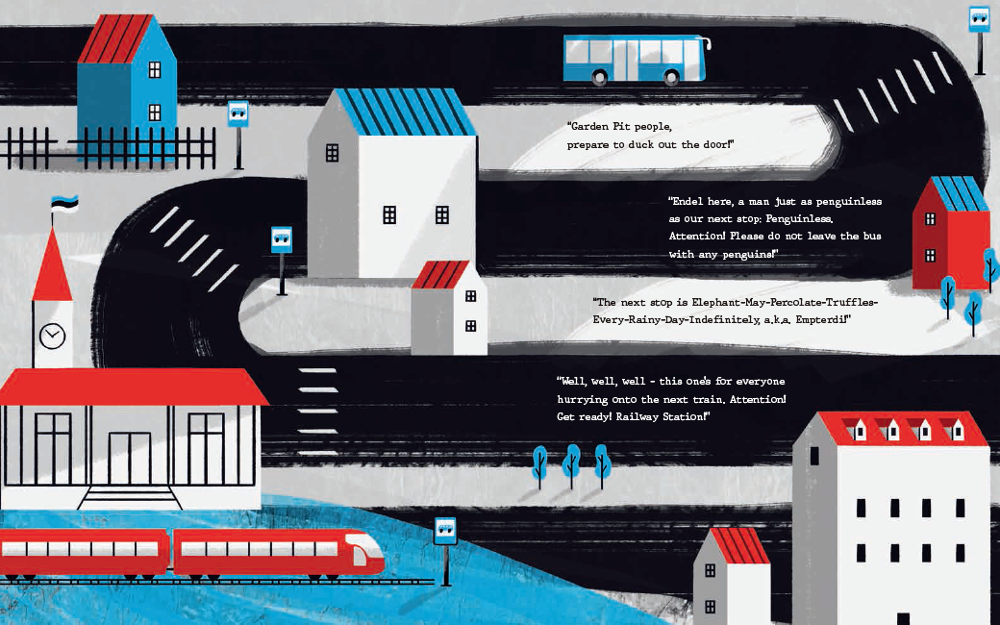 "Garden Pit people,
prepare to duck out the door!"
"Endel here, a man just as penguinless
as our next stop: Penguinless.
Attention! Please do not leave the bus
with any penguins!"
"The next stop is Elephant-May-Percolate-Truffles-
Every-Rainy-Day-Indefinitely, a.k.a. Empterdi!"
"Well, well, well – this one's for everyone
hurrying onto the next train. Attention!
Get ready! Railway Station!"